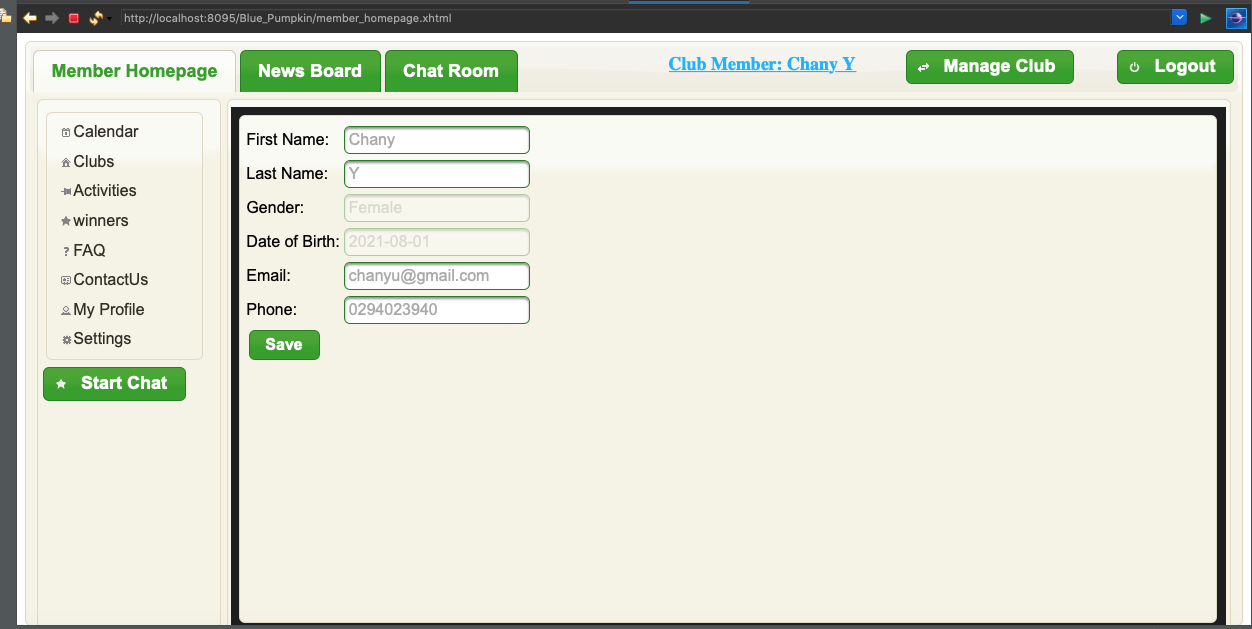 http://localhost:8095/Blue_Pumpkin/member_homepage.xhtml
Member Homepage
News Board
Chat Room
Club Member: Chany Y
Manage Club
Logout
Calendar
Clubs
Activities
winners
FAQ
ContactUs
My Profile
Settings
Start Chat
First Name: Chany
Last Name: Y
Gender: Female
Date of Birth: 2021-08-01
Email: chanyu@gmail.com
Phone: 0294023940
Save